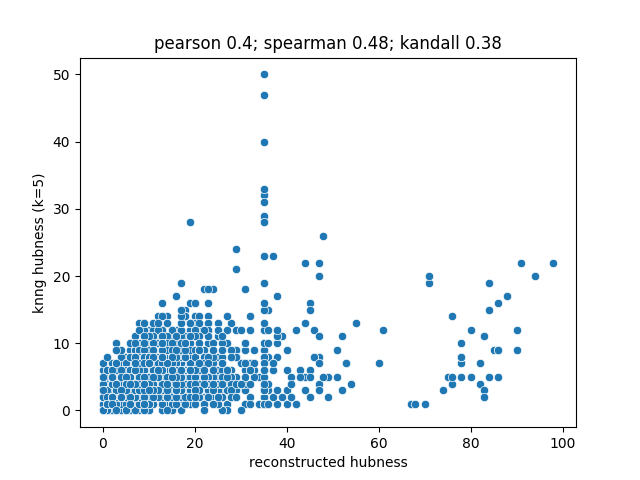 pearson 0.4; spearman 0.48; kandall 0.38
50
40
30
20
10
0
knng hubness (k=5)
0 20 40 60 80 100
reconstructed hubness